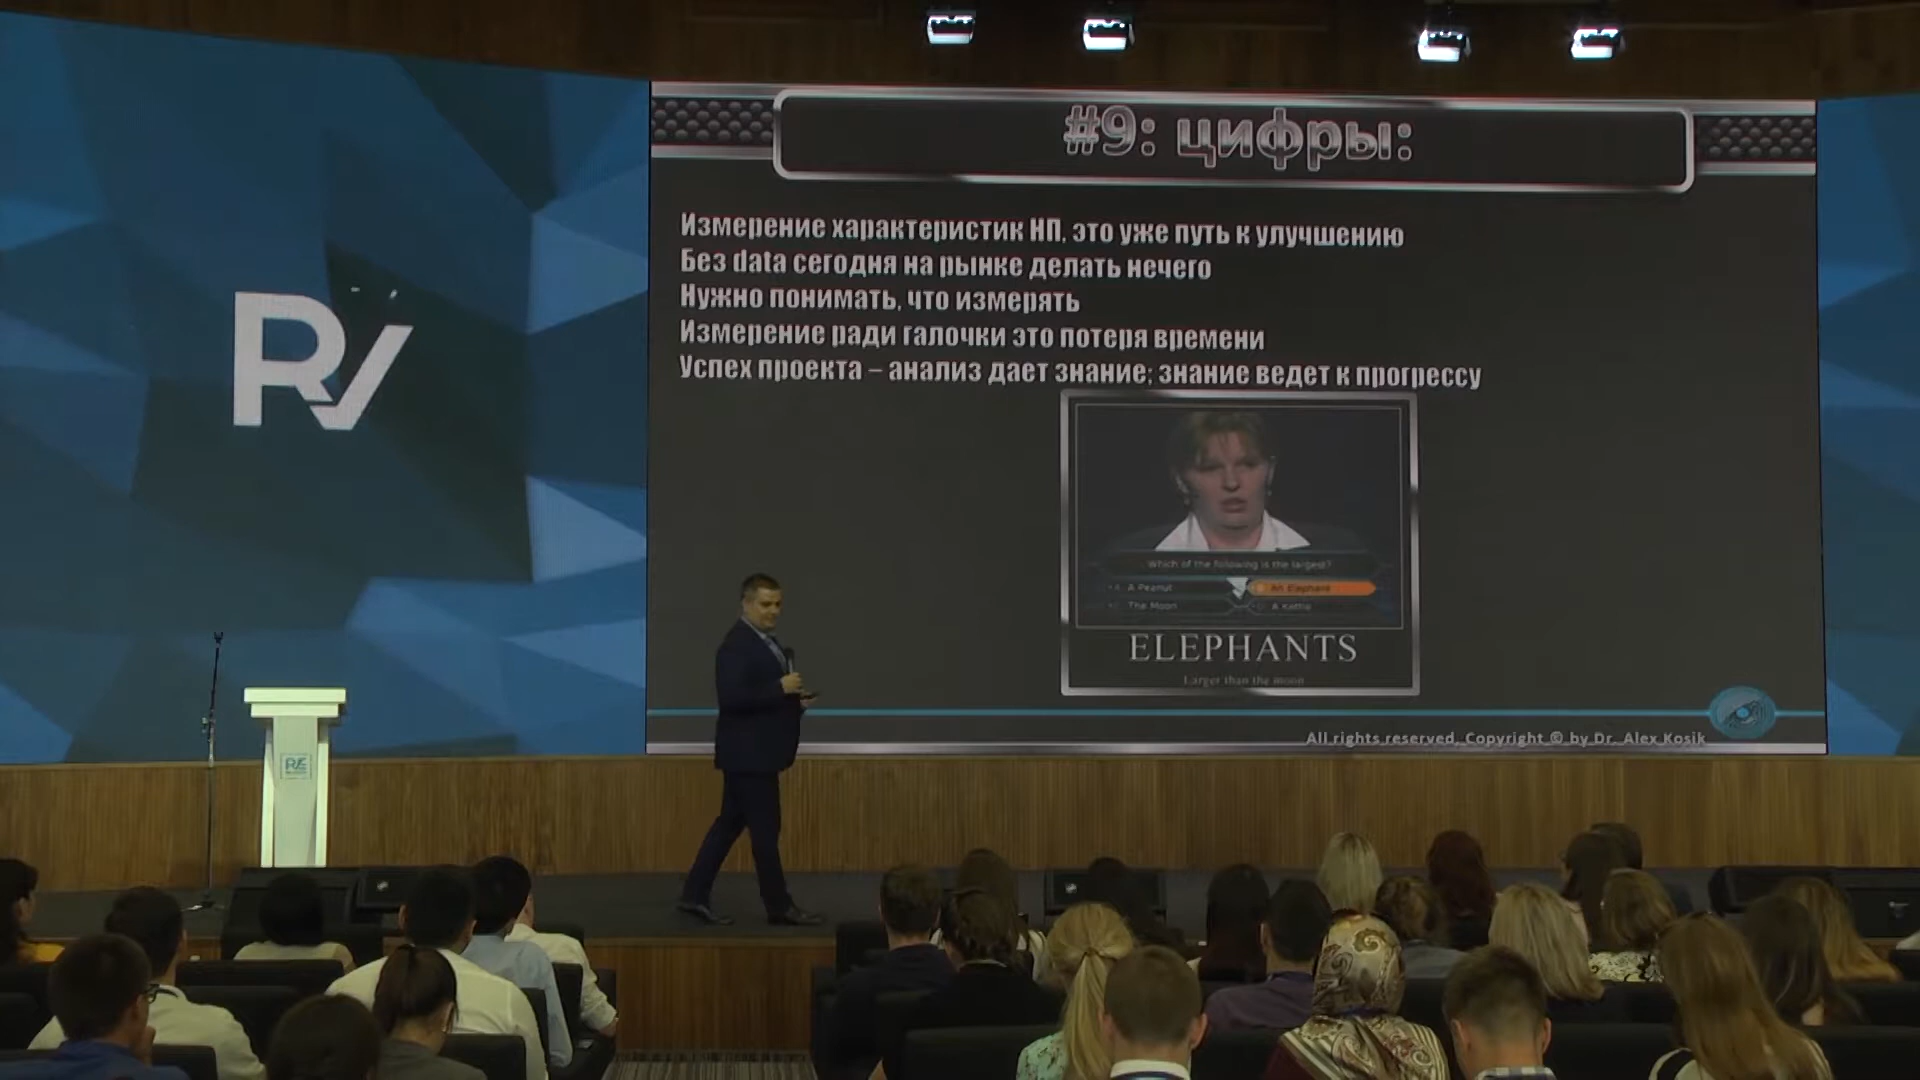 RV
#9: цифры:
Измерение характеристик НП, это уже путь к улучшению
Без data сегодня на рынке делать нечего
Нужно понимать, что измерять
Измерение ради галочки это потеря времени
Успех проекта – анализ дает знание; знание ведет к прогрессу
Which of the following is the largest?
A Peanut
An Elephant
The Moon
A Kettle
ELEPHANTS
Larger than the moon
All rights reserved, Copyright © by Dr. Alex Kosik